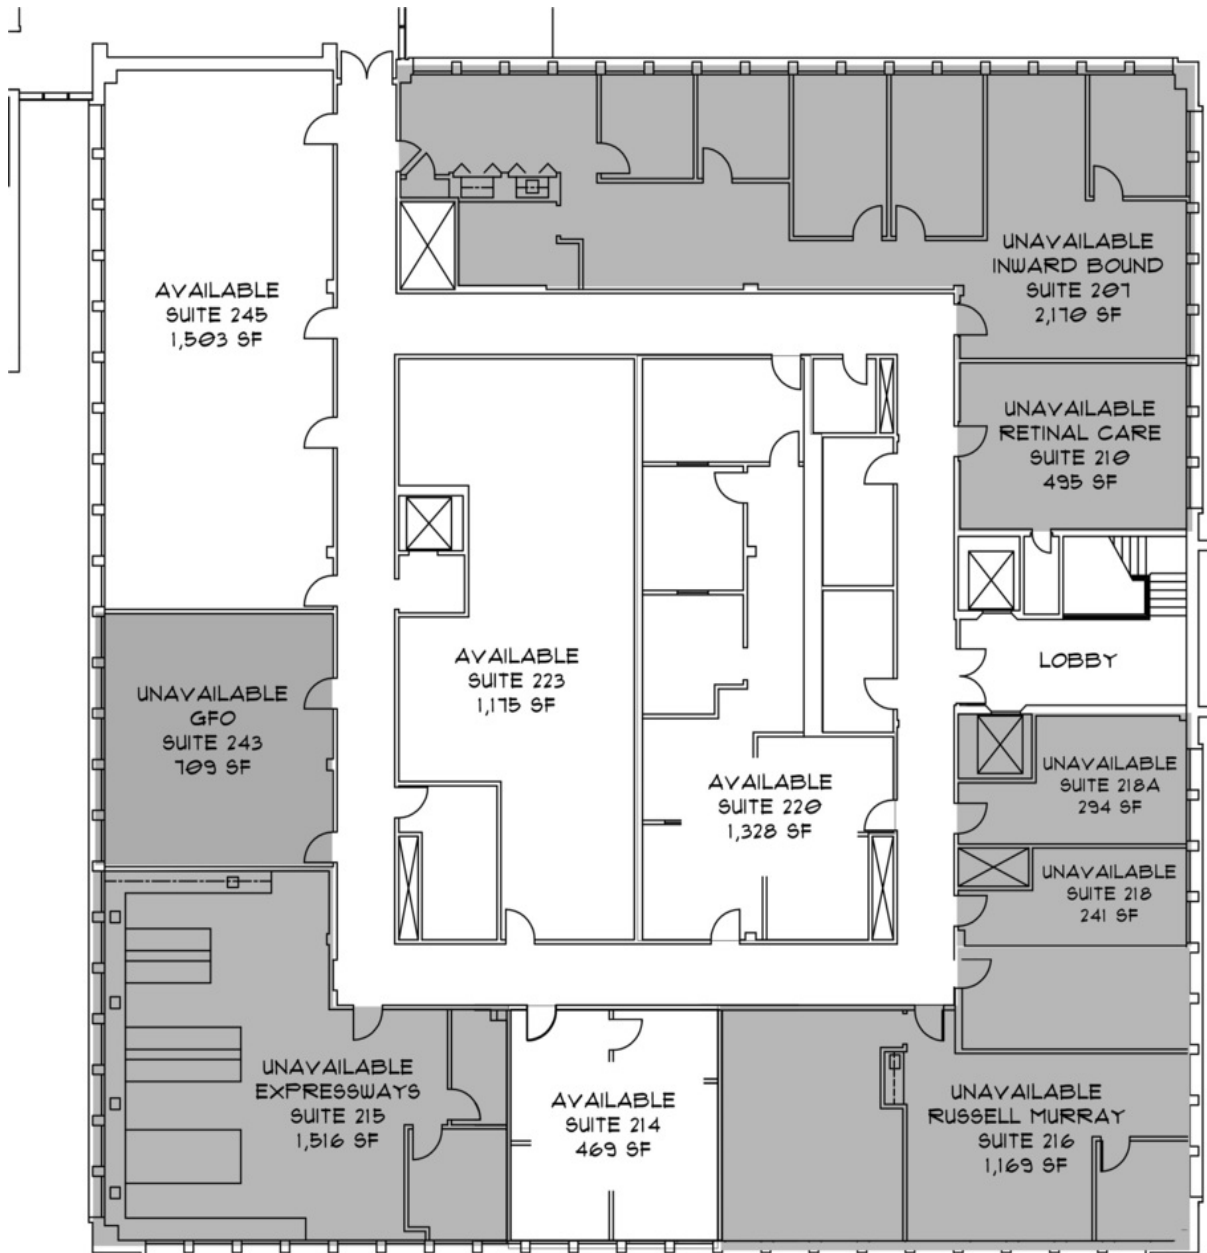 UNAVAILABLE
INWARD BOUND
SUITE 207
2,170 SF
AVAILABLE
SUITE 245
1,503 SF
UNAVAILABLE
RETINAL CARE
SUITE 210
495 SF
LOBBY
AVAILABLE
SUITE 223
1,175 SF
UNAVAILABLE
GFO
SUITE 243
709 SF
AVAILABLE
SUITE 220
1,328 SF
UNAVAILABLE
SUITE 218A
294 SF
UNAVAILABLE
SUITE 218
241 SF
UNAVAILABLE
EXPRESSWAYS
SUITE 215
1,516 SF
AVAILABLE
SUITE 214
469 SF
UNAVAILABLE
RUSSELL MURRAY
SUITE 216
1,169 SF